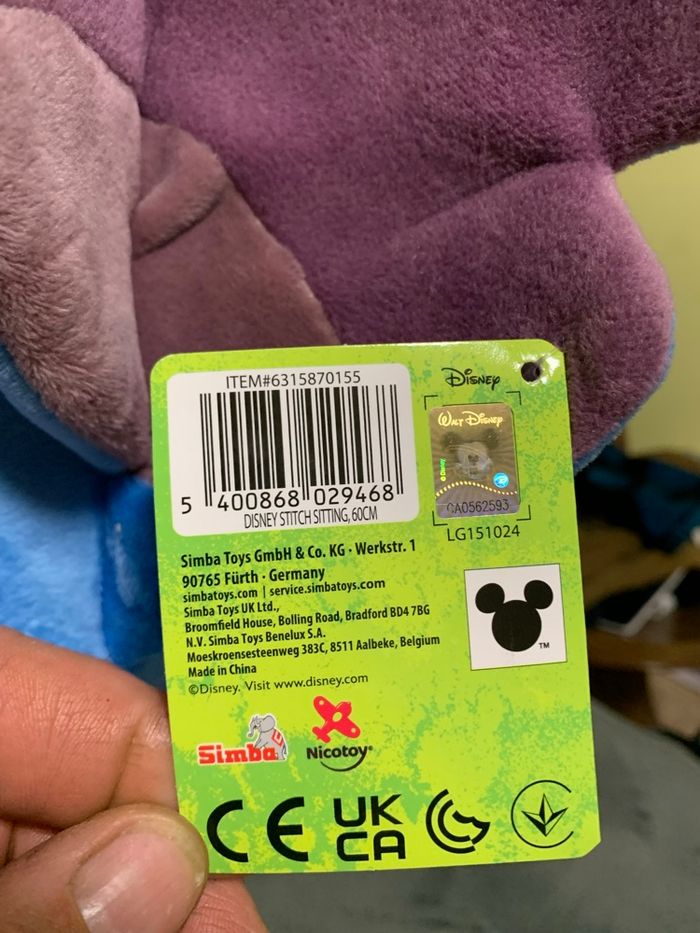 ITEM#6315870155
5 400868 029468
DISNEY STITCH SITTING, 60CM
Disney
WALT DISNEY
© Disney
CA0562593
LG151024
Simba Toys GmbH & Co. KG · Werkstr. 1
90765 Fürth · Germany
simbatoys.com | service.simbatoys.com
Simba Toys UK Ltd.,
Broomfield House, Bolling Road, Bradford BD4 7BG
N.V. Simba Toys Benelux S.A.
Moeskroensesteenweg 383C, 8511 Aalbeke, Belgium
Made in China
©Disney. Visit www.disney.com
TM
Simba
Nicotoy®
CE
UK
CA